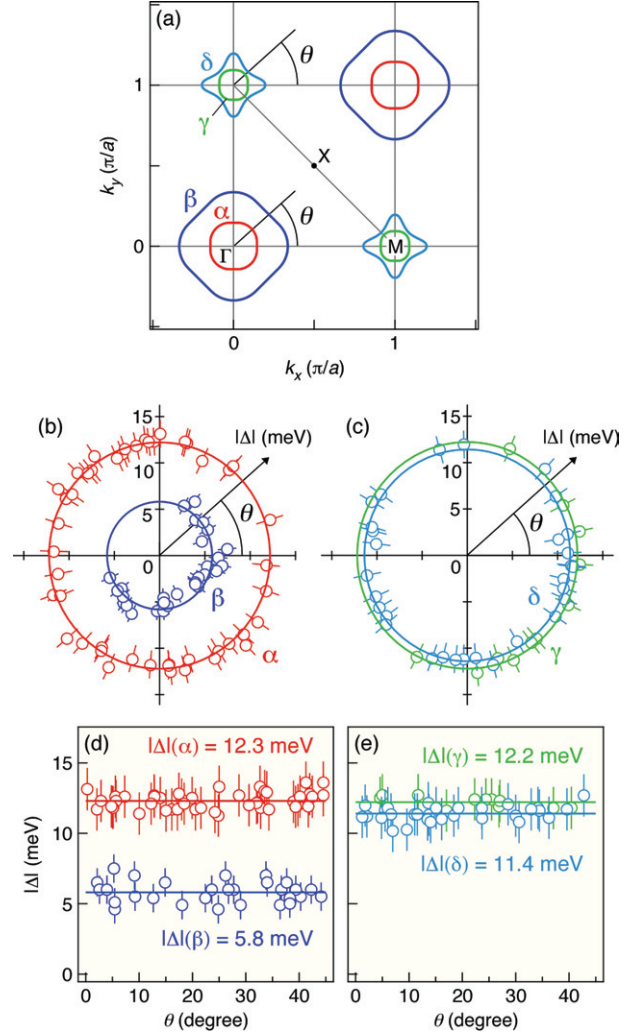 (a)
δ
θ
1
γ
X
k_y (π/a)
β
α
θ
0
Γ
M
0
1
k_x (π/a)
(b)
15
|Δ| (meV)
10
5
θ
0
β
α
(c)
15
|Δ| (meV)
10
5
θ
0
δ
γ
(d)
|Δ|(α) = 12.3 meV
15
10
|Δ| (meV)
5
|Δ|(β) = 5.8 meV
0
0 10 20 30 40
θ (degree)
(e)
|Δ|(γ) = 12.2 meV
|Δ|(δ) = 11.4 meV
0 10 20 30 40
θ (degree)